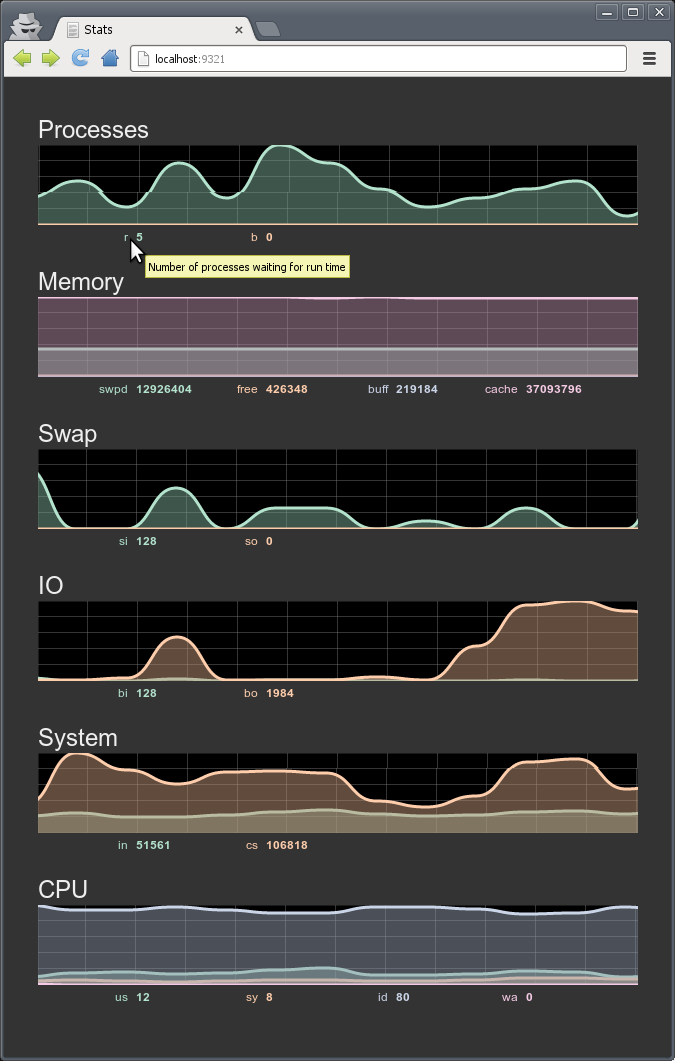 Stats
localhost:9321
Processes
r 5 b 0
Number of processes waiting for run time
Memory
swpd 12926404 free 426348 buff 219184 cache 37093796
Swap
si 128 so 0
IO
bi 128 bo 1984
System
in 51561 cs 106818
CPU
us 12 sy 8 id 80 wa 0